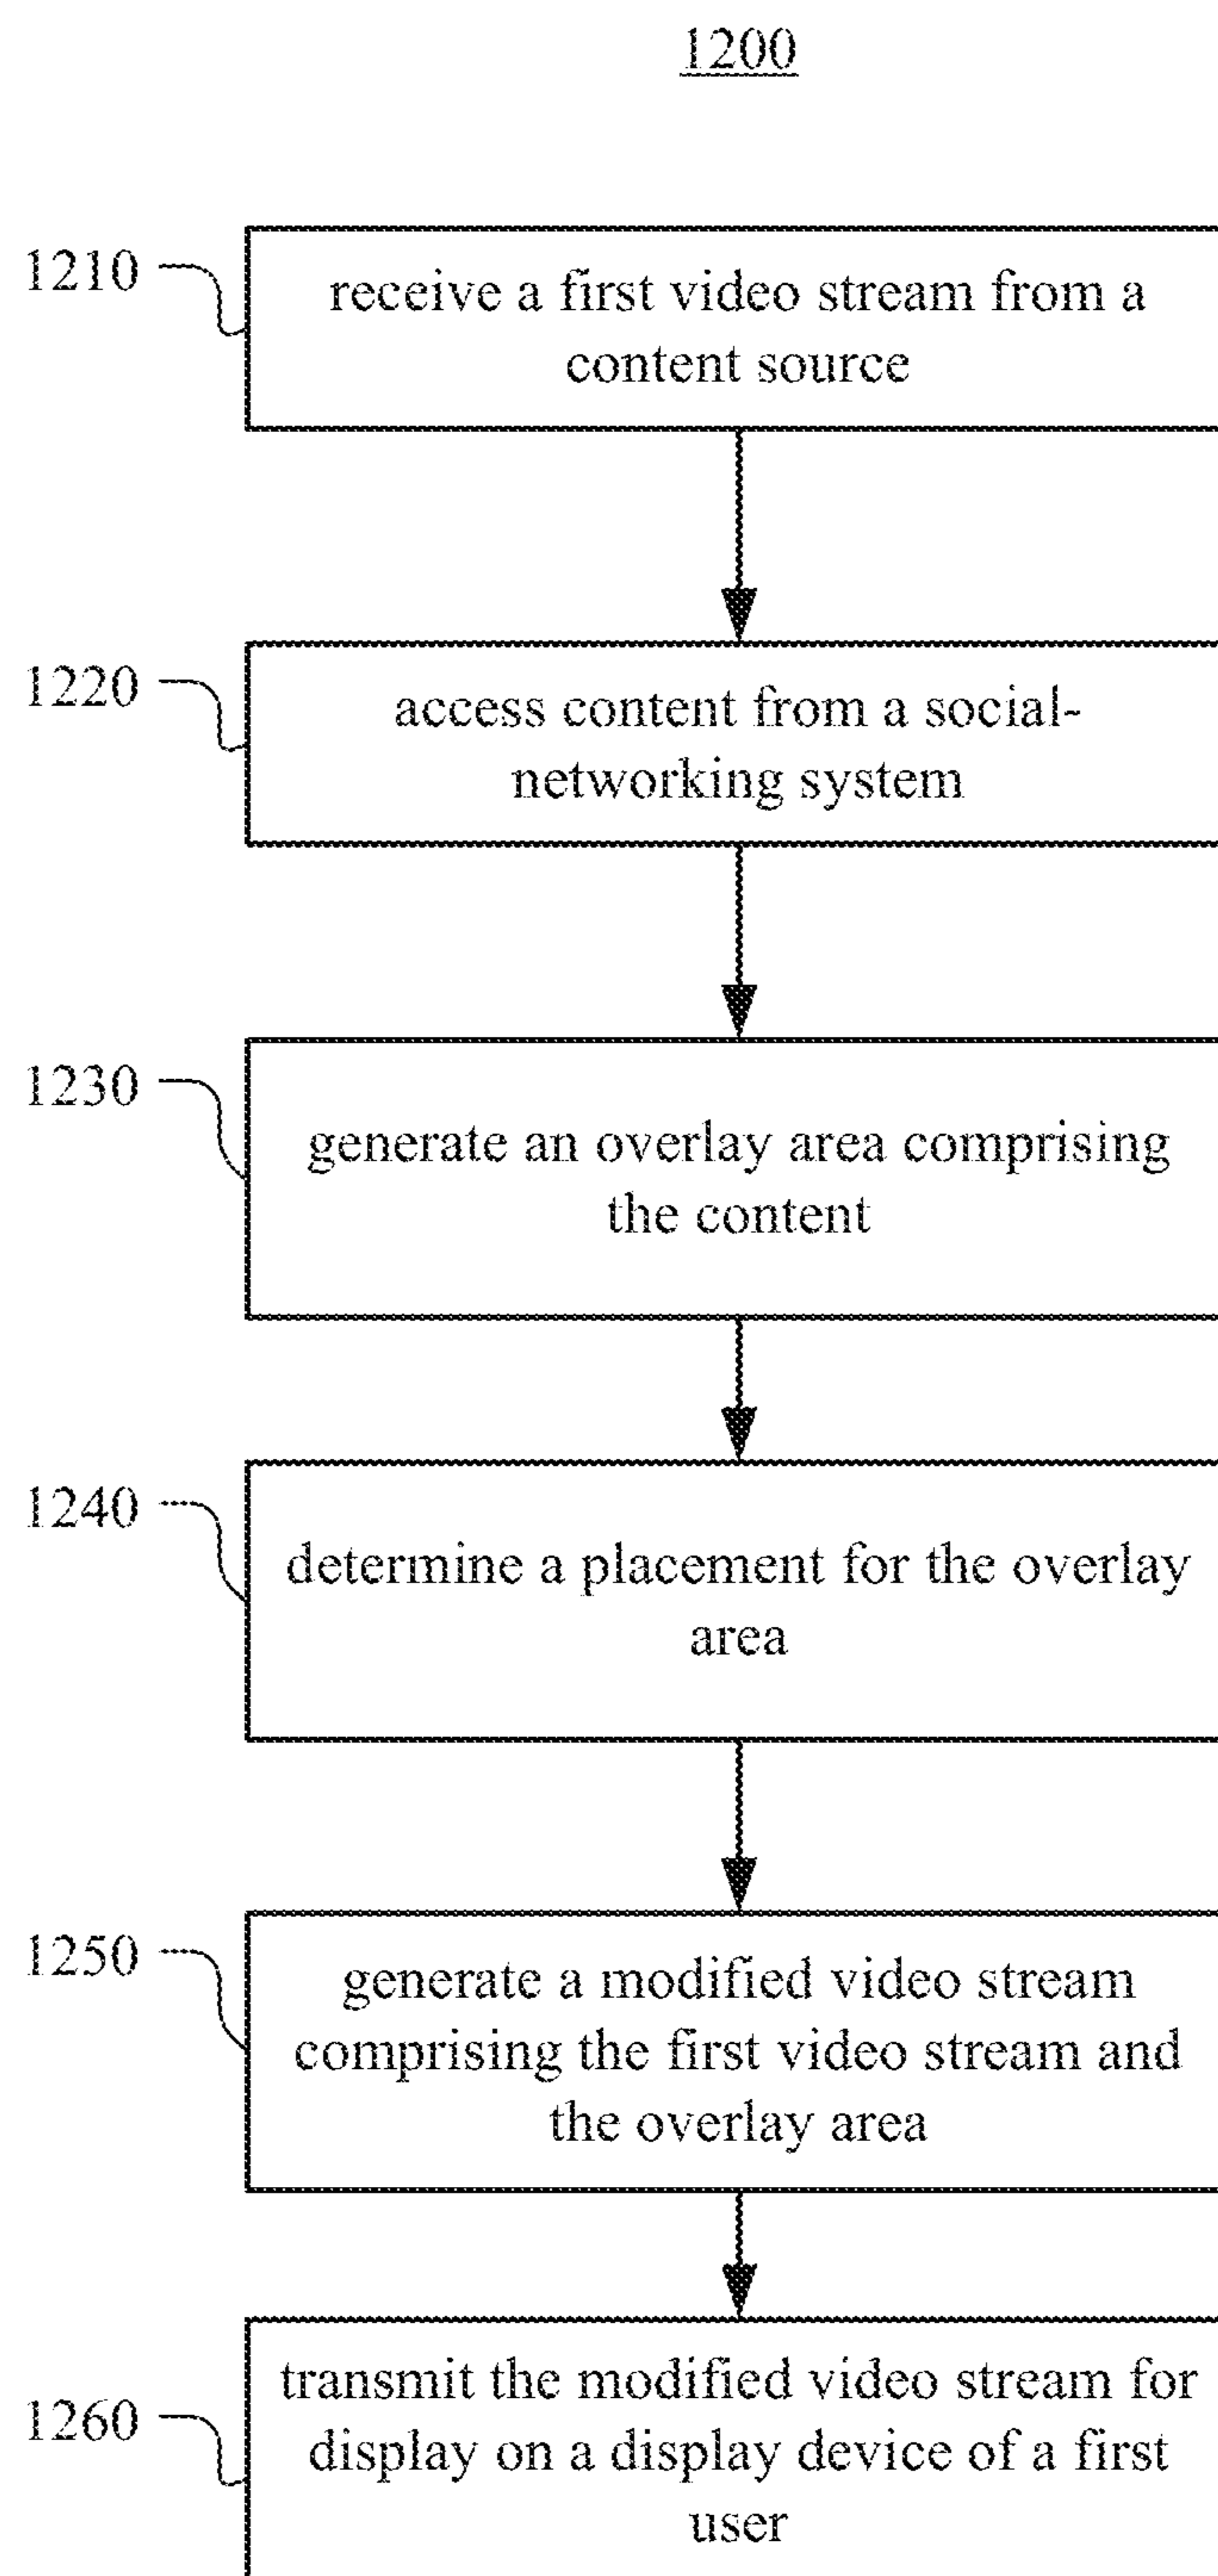 1200
1210
receive a first video stream from a
content source
1220
access content from a social-
networking system
1230
generate an overlay area comprising
the content
1240
determine a placement for the overlay
area
1250
generate a modified video stream
comprising the first video stream and
the overlay area
1260
transmit the modified video stream for
display on a display device of a first
user